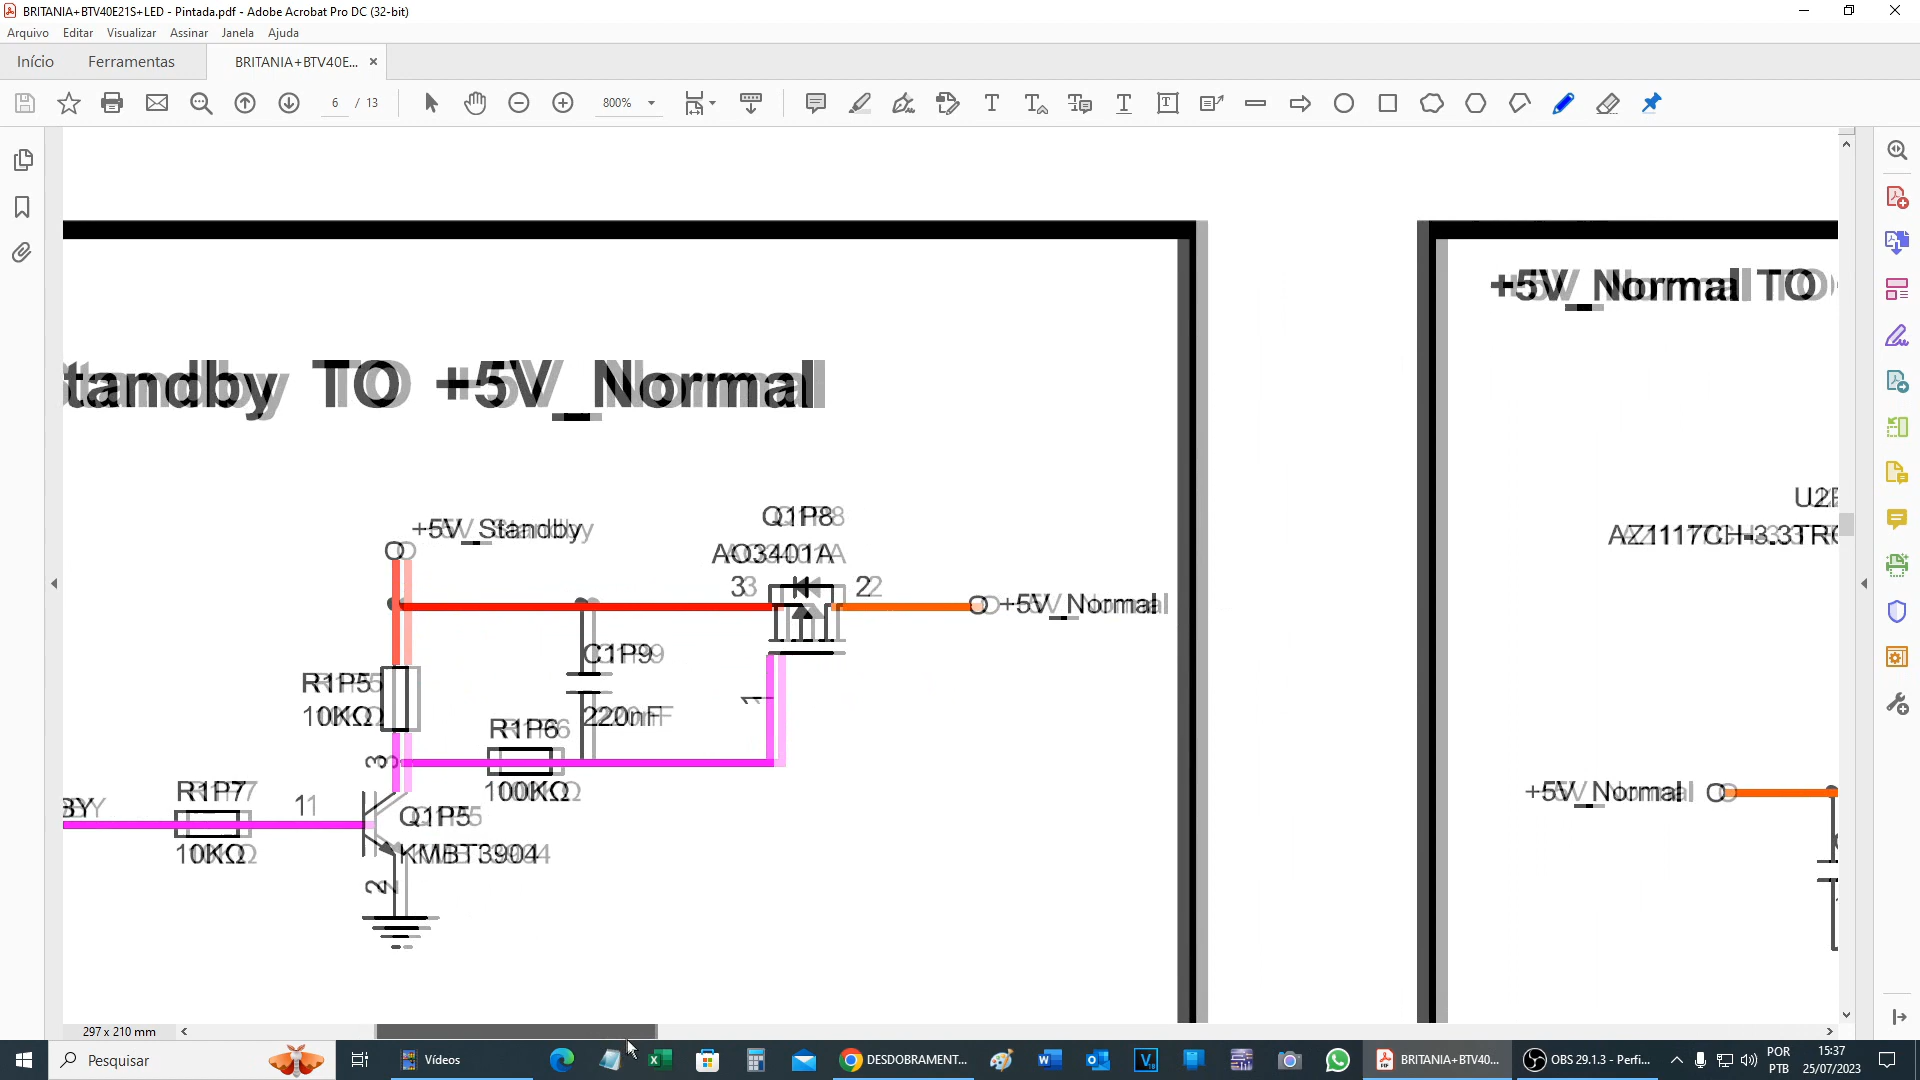 BRITANIA+BTV40E21S+LED - Pintada.pdf - Adobe Acrobat Pro DC (32-bit)
Arquivo Editar Visualizar Assinar Janela Ajuda
Início Ferramentas BRITANIA+BTV40E... ×
6 / 13 800%
+5V_Normal TO
tandby TO +5V_Normal
U2
AZ1117CH-3.3TR
+5V_Standby
Q1P8
AO3401A
3 2
+5V_Normal
C1P9
220nF
R1P5
10KΩ
1
R1P6
100KΩ
3
R1P7
10KΩ
BY
1
Q1P5
KMBT3904
2
+5V_Normal
297 x 210 mm
Pesquisar Vídeos DESDOBRAMENT... BRITANIA+BTV40... OBS 29.1.3 - Perfi... POR PTB 15:37 25/07/2023